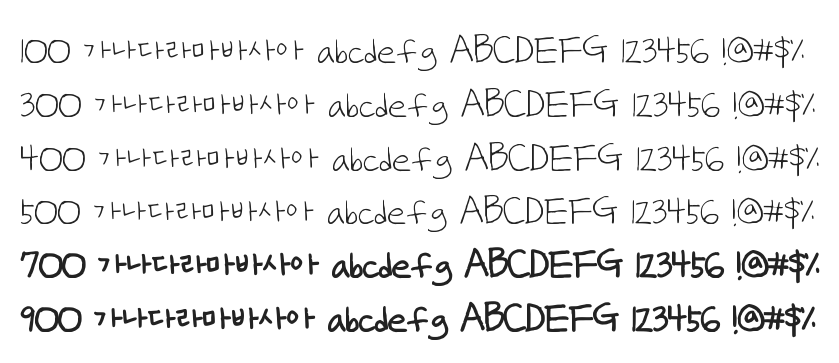 100 가나다라마바사아 abcdefg ABCDEFG 123456 !@#$%
300 가나다라마바사아 abcdefg ABCDEFG 123456 !@#$%
400 가나다라마바사아 abcdefg ABCDEFG 123456 !@#$%
500 가나다라마바사아 abcdefg ABCDEFG 123456 !@#$%
700 가나다라마바사아 abcdefg ABCDEFG 123456 !@#$%
900 가나다라마바사아 abcdefg ABCDEFG 123456 !@#$%